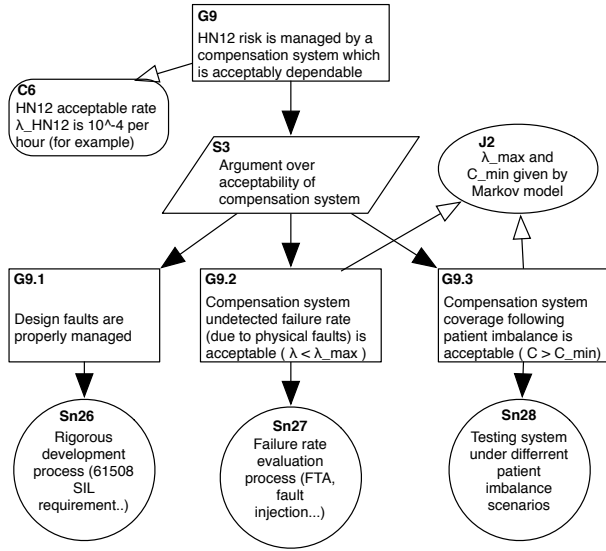 G9
HN12 risk is managed by a
compensation system which
is acceptably dependable
C6
HN12 acceptable rate
λ_HN12 is 10^-4 per
hour (for example)
S3
Argument over
acceptability of
compensation system
J2
λ_max and
C_min given by
Markov model
G9.1
Design faults are
properly managed
G9.2
Compensation system
undetected failure rate
(due to physical faults) is
acceptable ( λ < λ_max )
G9.3
Compensation system
coverage following
patient imbalance is
acceptable ( C > C_min)
Sn26
Rigorous
development
process (61508
SIL
requirement..)
Sn27
Failure rate
evaluation
process (FTA,
fault
injection...)
Sn28
Testing system
under differrent
patient
imbalance
scenarios